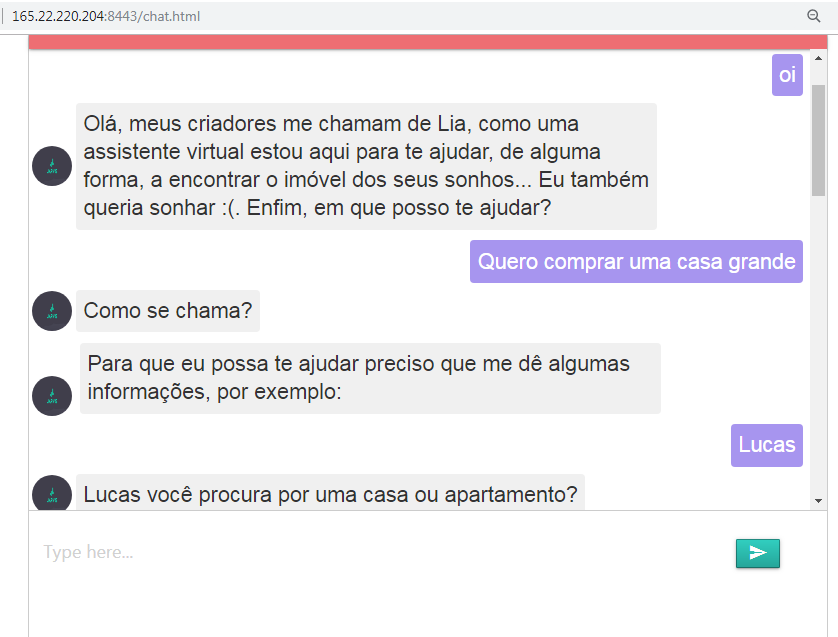 165.22.220.204:8443/chat.html
oi
Olá, meus criadores me chamam de Lia, como uma
assistente virtual estou aqui para te ajudar, de alguma
forma, a encontrar o imóvel dos seus sonhos... Eu também
queria sonhar :(. Enfim, em que posso te ajudar?
Quero comprar uma casa grande
Como se chama?
Para que eu possa te ajudar preciso que me dê algumas
informações, por exemplo:
Lucas
Lucas você procura por uma casa ou apartamento?
Type here...